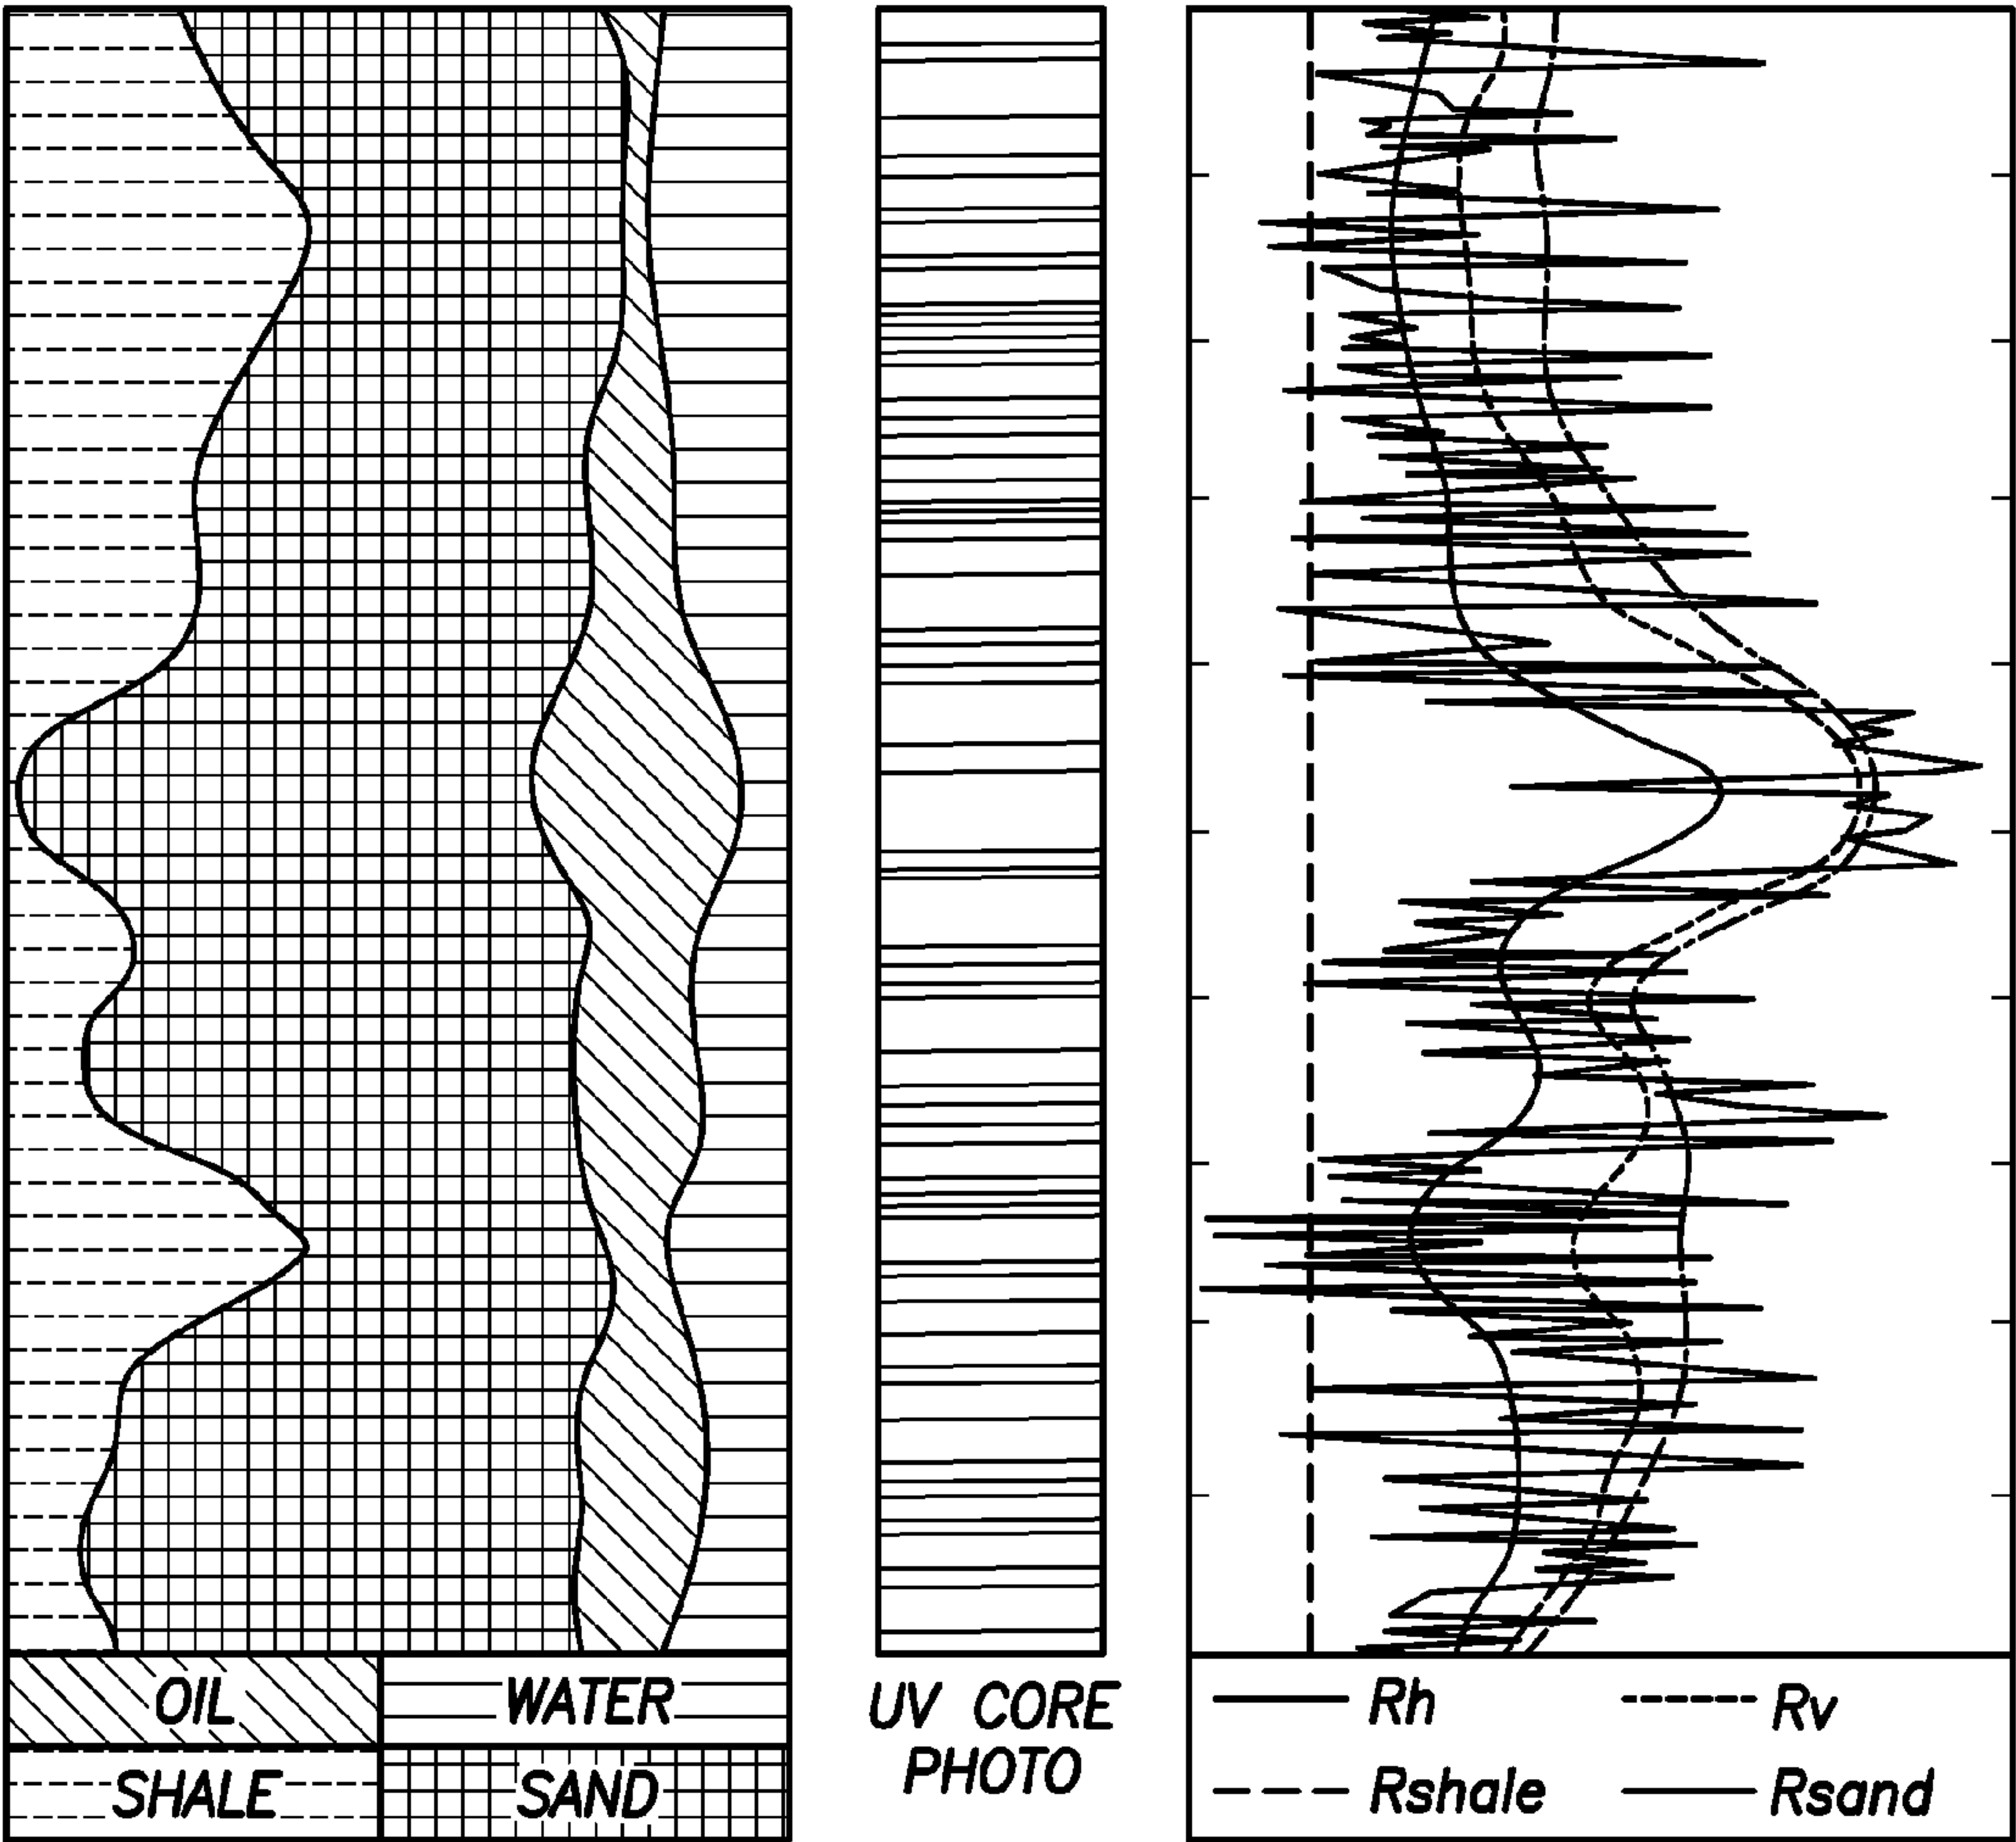 OIL
WATER
SHALE
SAND
UV CORE
PHOTO
Rh
Rv
Rshale
Rsand